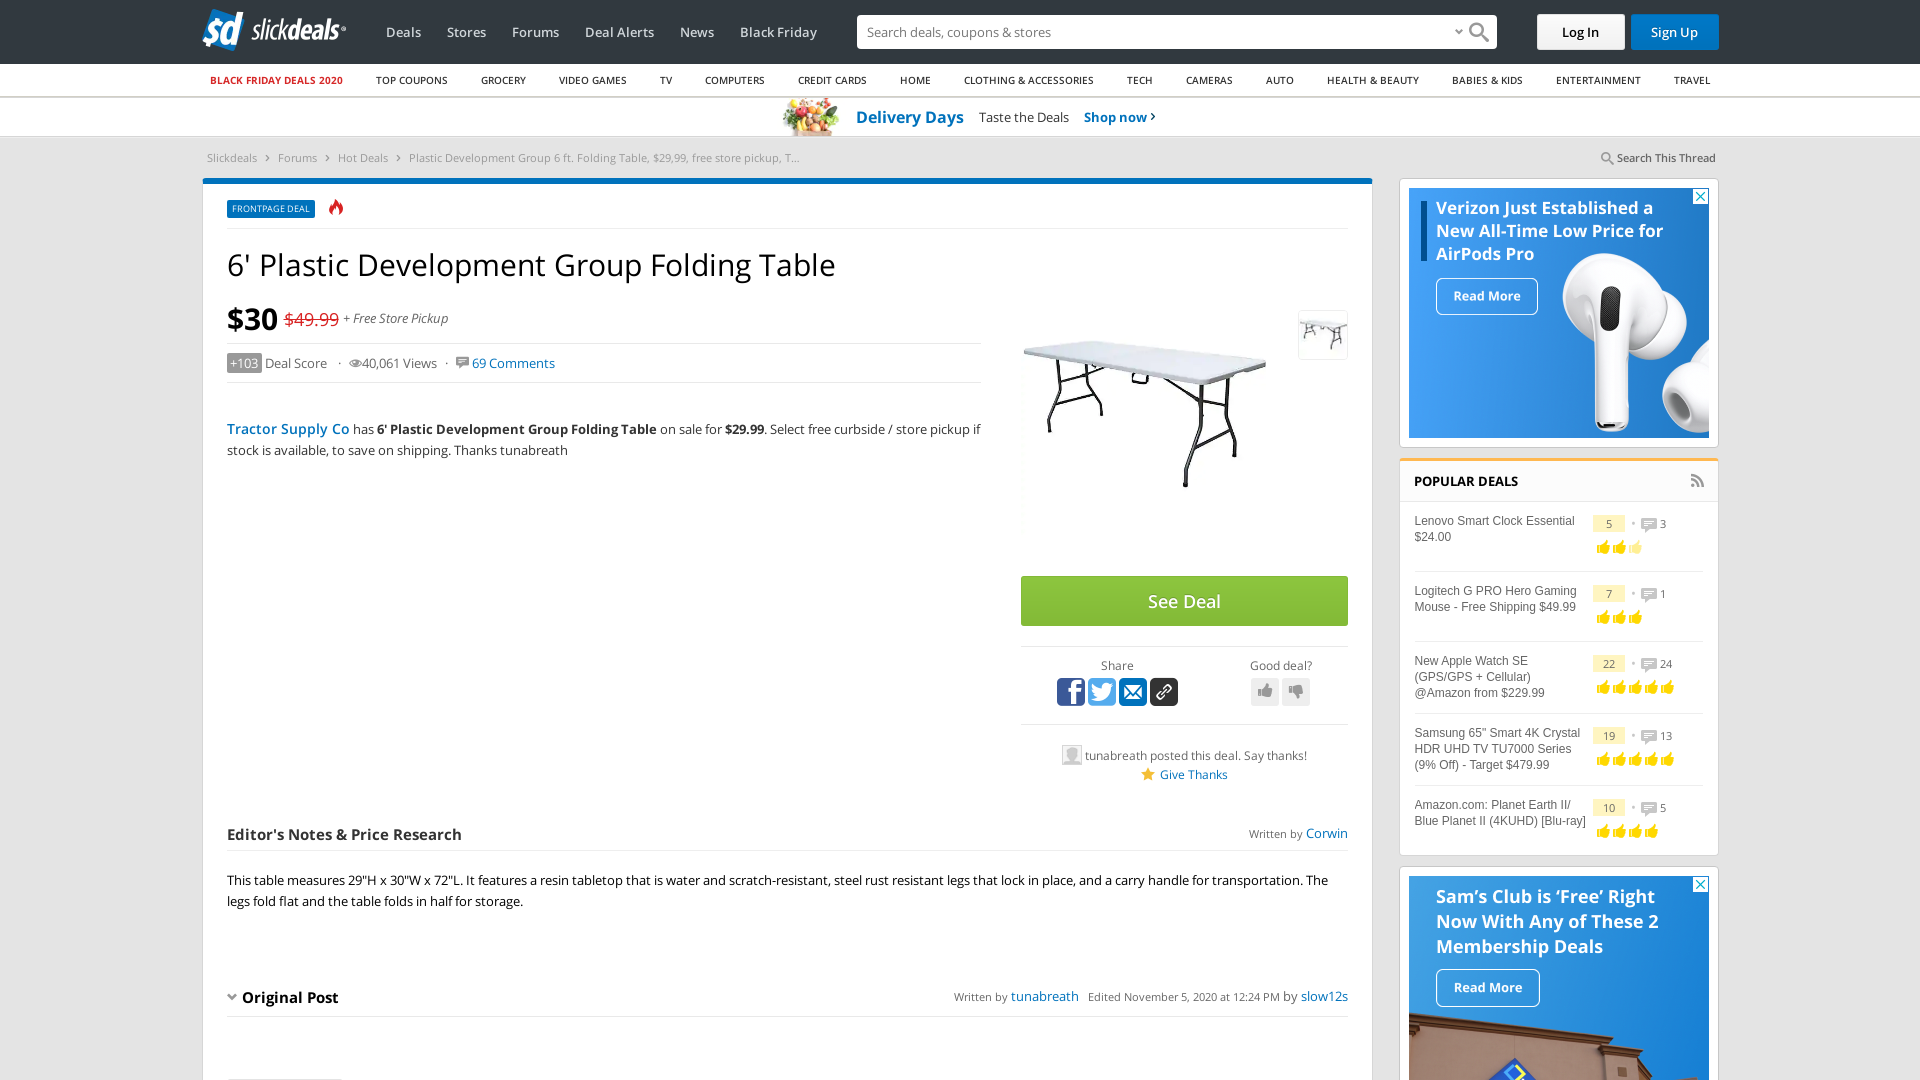 sd slickdeals
Deals
Stores
Forums
Deal Alerts
News
Black Friday
Search deals, coupons & stores
Log In
Sign Up
BLACK FRIDAY DEALS 2020
TOP COUPONS
GROCERY
VIDEO GAMES
TV
COMPUTERS
CREDIT CARDS
HOME
CLOTHING & ACCESSORIES
TECH
CAMERAS
AUTO
HEALTH & BEAUTY
BABIES & KIDS
ENTERTAINMENT
TRAVEL
Delivery Days Taste the Deals Shop now
Slickdeals > Forums > Hot Deals > Plastic Development Group 6 ft. Folding Table, $29,99, free store pickup, T...
Search This Thread
FRONTPAGE DEAL
6' Plastic Development Group Folding Table
$30 $49.99 + Free Store Pickup
+103 Deal Score · 40,061 Views · 69 Comments
Tractor Supply Co has 6' Plastic Development Group Folding Table on sale for $29.99. Select free curbside / store pickup if
stock is available, to save on shipping. Thanks tunabreath
See Deal
Share
Good deal?
tunabreath posted this deal. Say thanks!
Give Thanks
Editor's Notes & Price Research
Written by Corwin
This table measures 29"H x 30"W x 72"L. It features a resin tabletop that is water and scratch-resistant, steel rust resistant legs that lock in place, and a carry handle for transportation. The
legs fold flat and the table folds in half for storage.
Original Post
Written by tunabreath Edited November 5, 2020 at 12:24 PM by slow12s
Verizon Just Established a
New All-Time Low Price for
AirPods Pro
Read More
POPULAR DEALS
Lenovo Smart Clock Essential
$24.00
5 • 3
Logitech G PRO Hero Gaming
Mouse - Free Shipping $49.99
7 • 1
New Apple Watch SE
(GPS/GPS + Cellular)
@Amazon from $229.99
22 • 24
Samsung 65" Smart 4K Crystal
HDR UHD TV TU7000 Series
(9% Off) - Target $479.99
19 • 13
Amazon.com: Planet Earth II/
Blue Planet II (4KUHD) [Blu-ray]
10 • 5
Sam's Club is 'Free' Right
Now With Any of These 2
Membership Deals
Read More